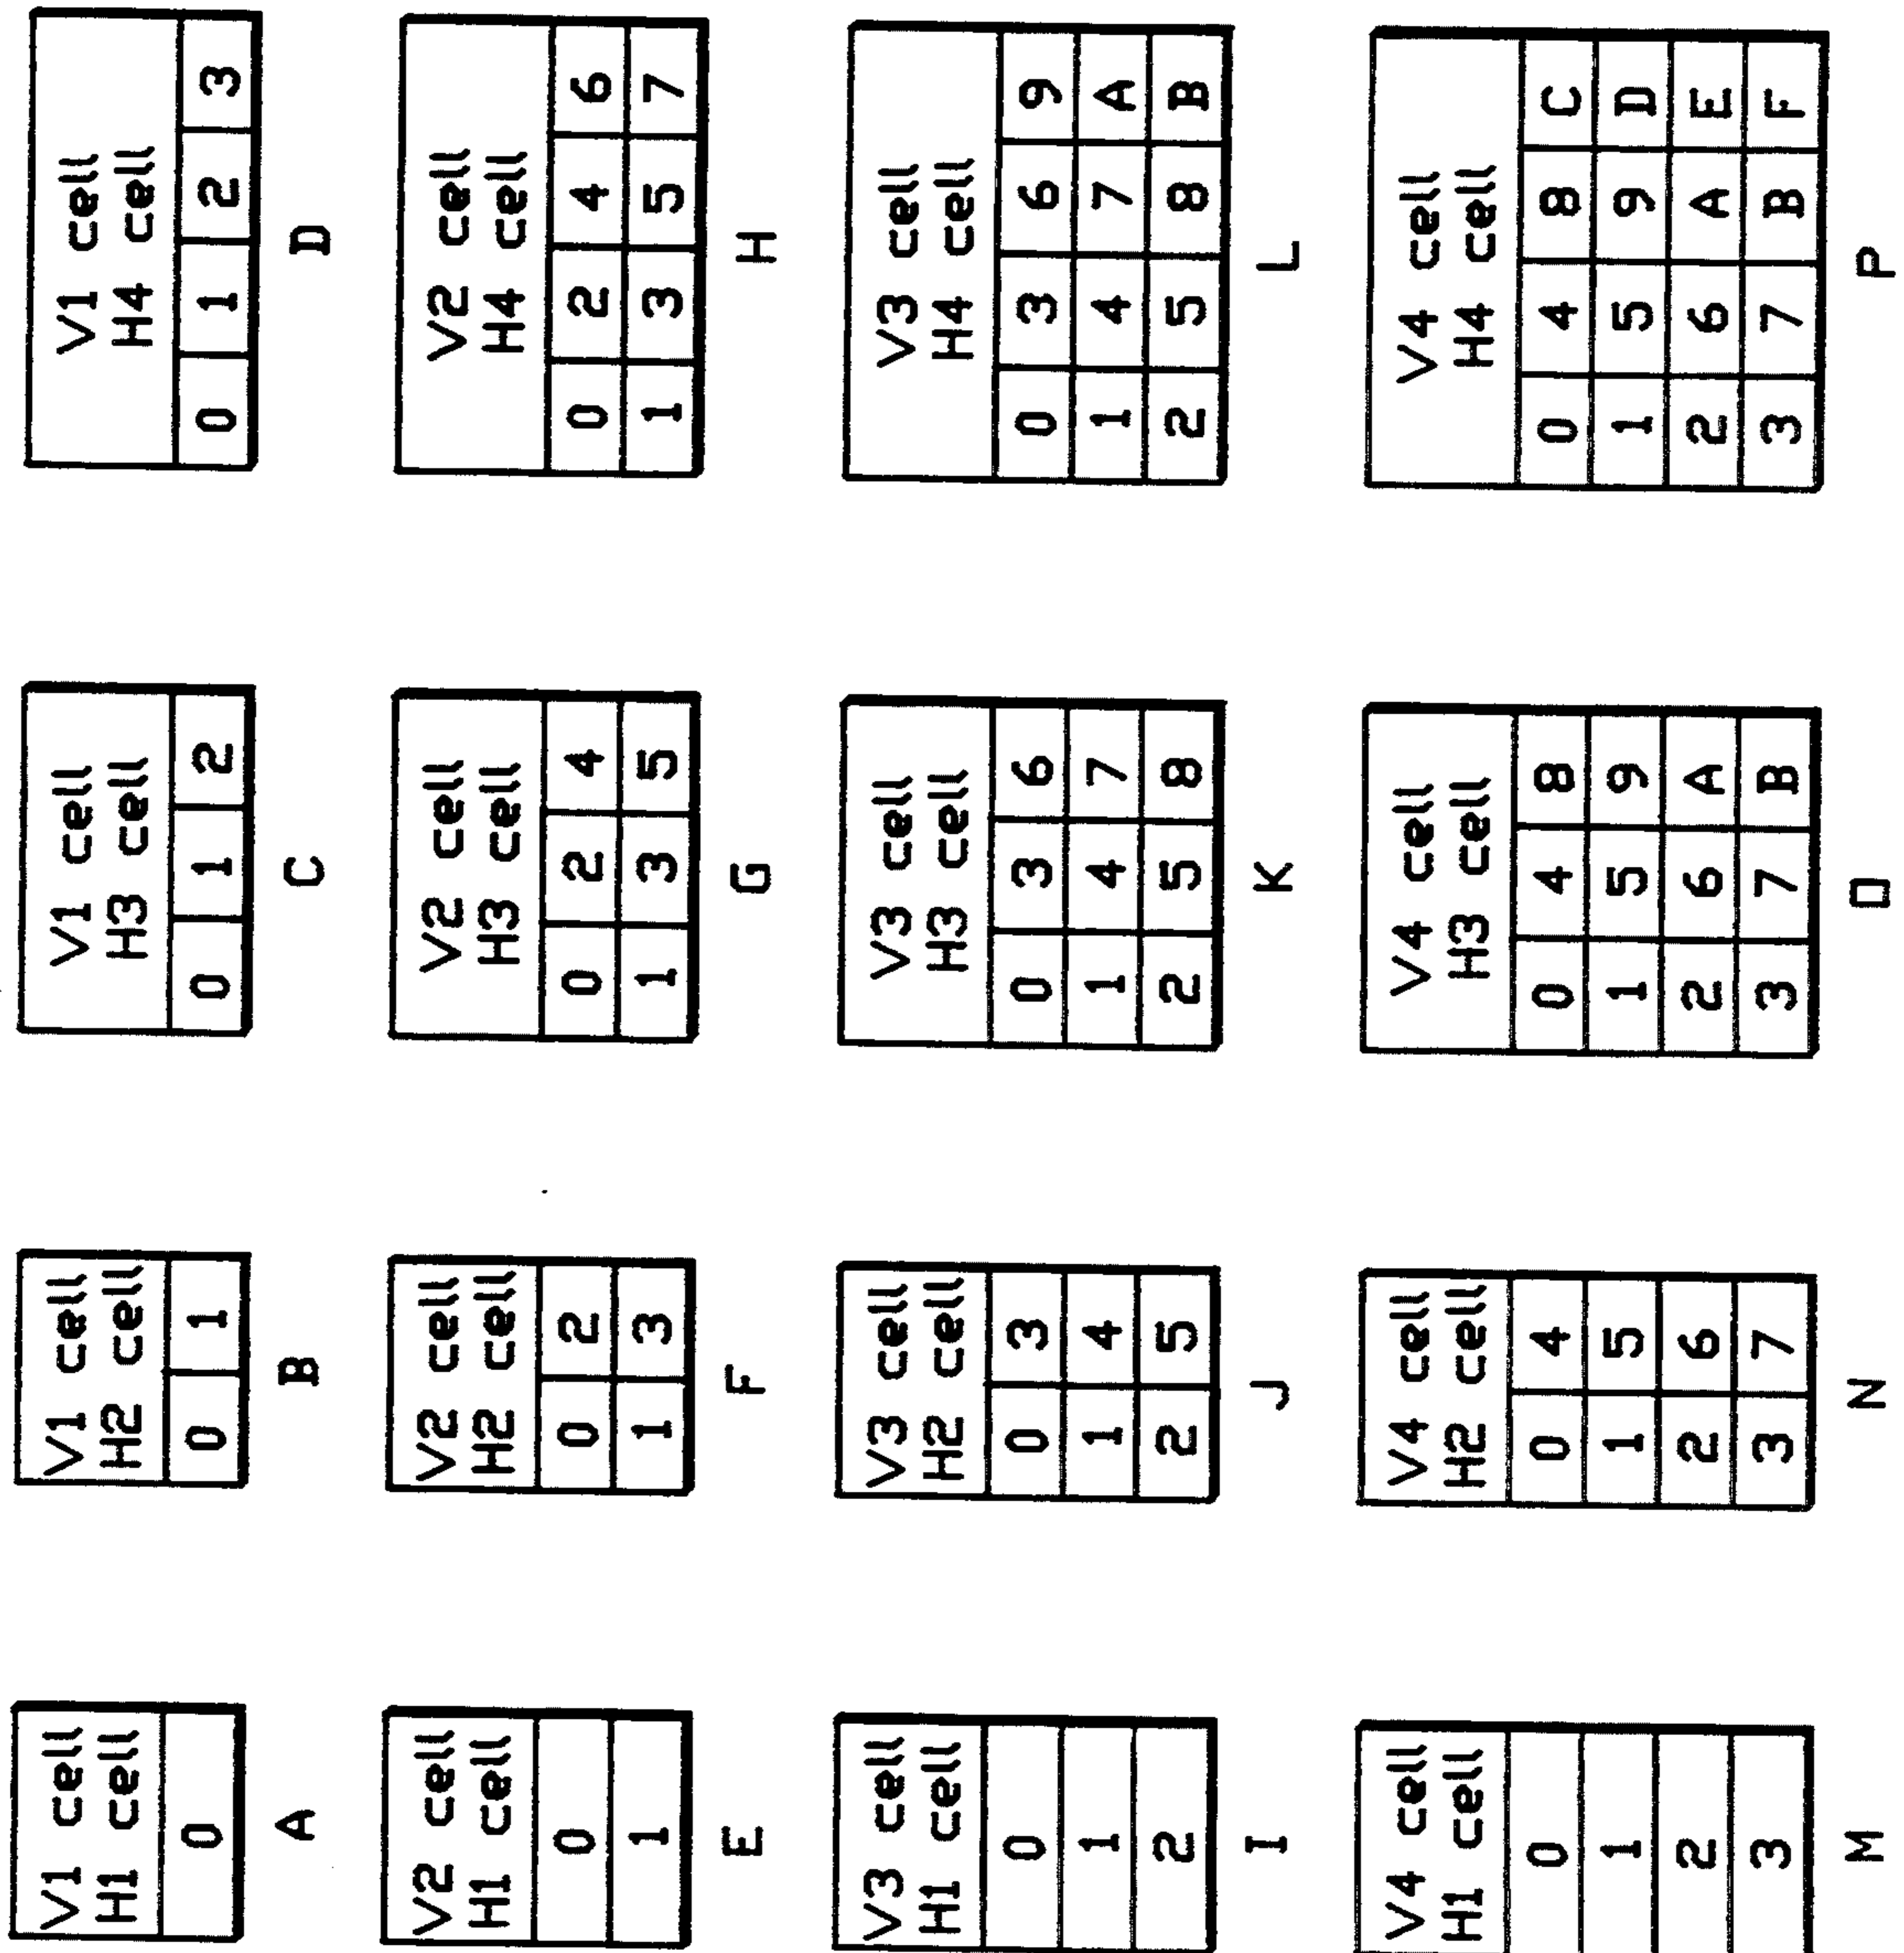 V1 cell
H1 cell
0
A
V1 cell
H2 cell
0 1
B
V1 cell
H3 cell
0 1 2
C
V1 cell
H4 cell
0 1 2 3
D
V2 cell
H1 cell
0
1
E
V2 cell
H2 cell
0 2
1 3
F
V2 cell
H3 cell
0 2 4
1 3 5
G
V2 cell
H4 cell
0 2 4 6
1 3 5 7
H
V3 cell
H1 cell
0
1
2
I
V3 cell
H2 cell
0 3
1 4
2 5
J
V3 cell
H3 cell
0 3 6
1 4 7
2 5 8
K
V3 cell
H4 cell
0 3 6 9
1 4 7 A
2 5 8 B
L
V4 cell
H1 cell
0
1
2
3
M
V4 cell
H2 cell
0 4
1 5
2 6
3 7
N
V4 cell
H3 cell
0 4 8
1 5 9
2 6 A
3 7 B
O
V4 cell
H4 cell
0 4 8 C
1 5 9 D
2 6 A E
3 7 B F
P